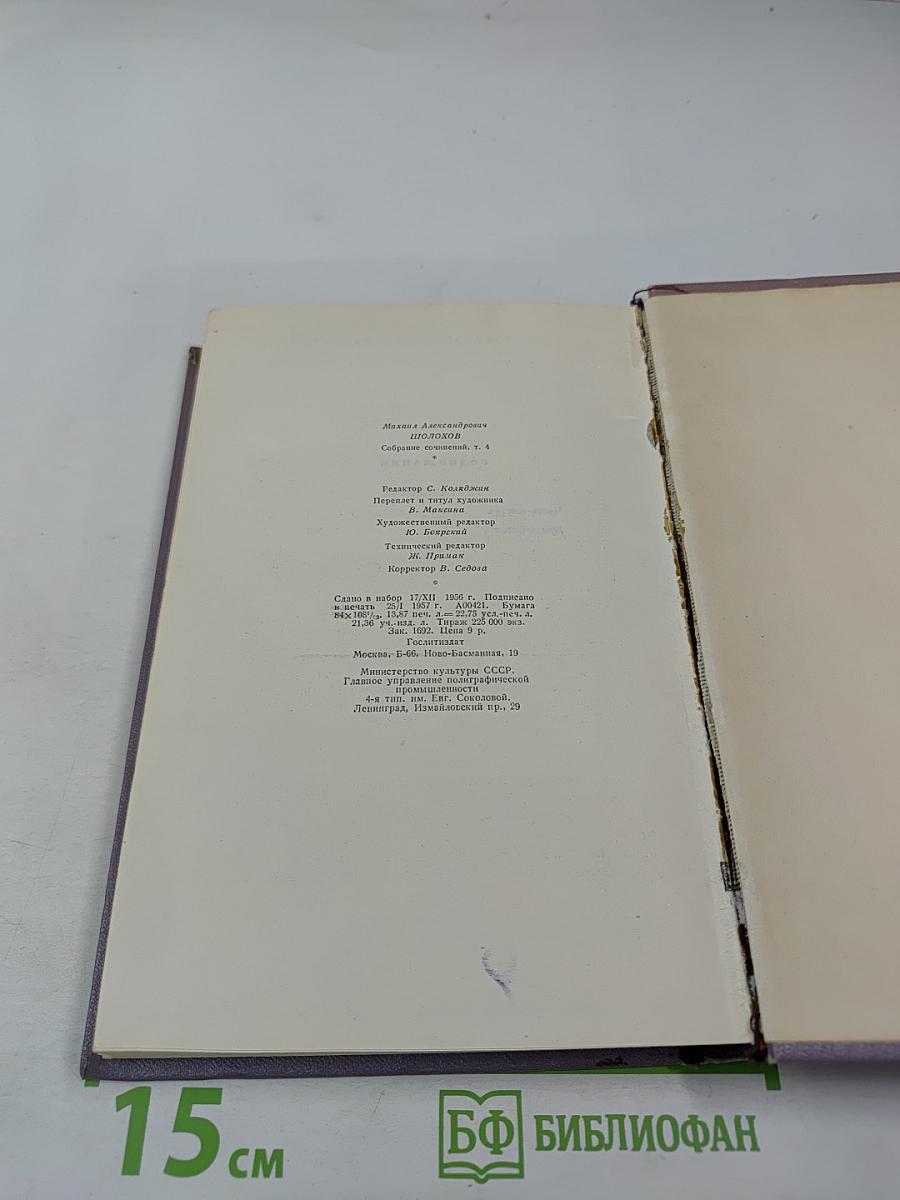 Михаил Александрович
ШОЛОХОВ
Собрание сочинений, т. 4
*
Редактор С. Коляджин
Переплет и титул художника
В. Максина
Художественный редактор
Ю. Боярский
Технический редактор
Ж. Примак
Корректор В. Седова
*
Сдано в набор 17/XII 1956 г. Подписано
в печать 25/I 1957 г. А00421. Бумага
84×108¹/₃₂. 13,87 печ. л.= 22,75 усл.-печ. л.
21,36 уч.-изд. л. Тираж 225 000 экз.
Зак. 1692. Цена 9 р.
Гослитиздат
Москва, Б-66, Ново-Басманная, 19
Министерство культуры СССР.
Главное управление полиграфической
промышленности
4-я тип. им. Евг. Соколовой.
Ленинград, Измайловский пр., 29
15 см
БФ БИБЛИОФАН